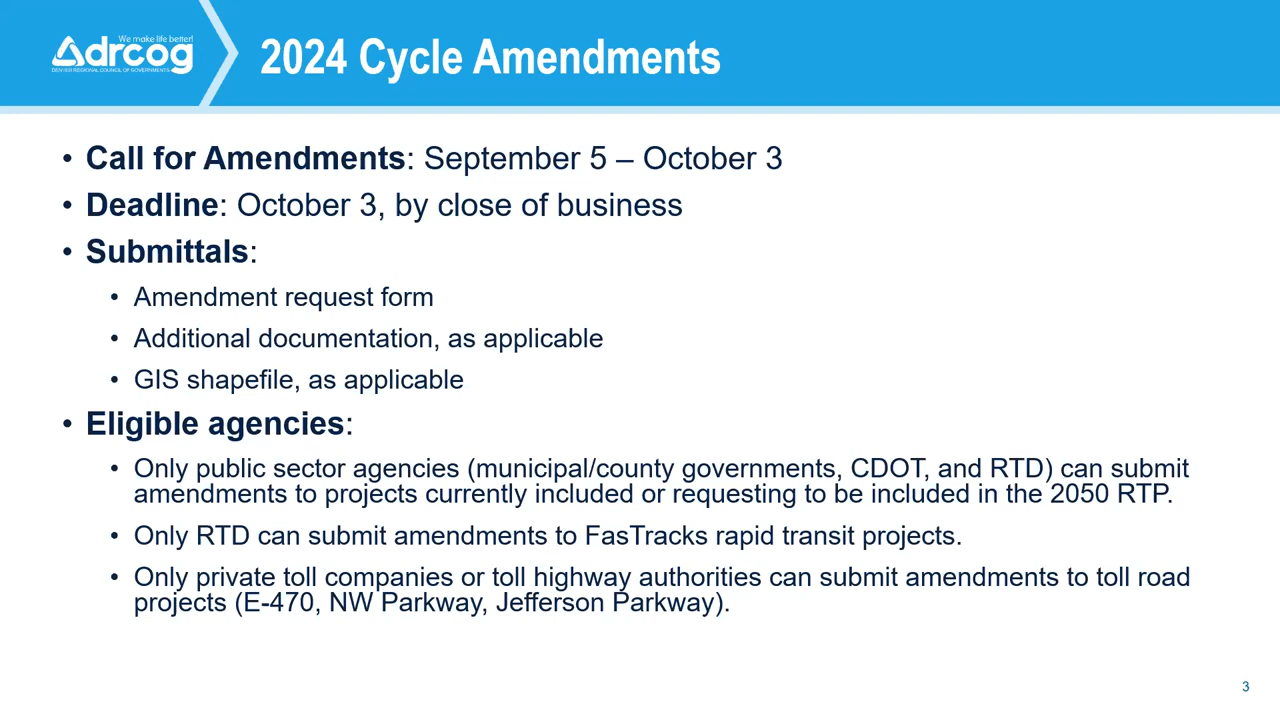 We make life better!
drcog
DENVER REGIONAL COUNCIL OF GOVERNMENTS
2024 Cycle Amendments
• Call for Amendments: September 5 – October 3
• Deadline: October 3, by close of business
• Submittals:
• Amendment request form
• Additional documentation, as applicable
• GIS shapefile, as applicable
• Eligible agencies:
• Only public sector agencies (municipal/county governments, CDOT, and RTD) can submit
amendments to projects currently included or requesting to be included in the 2050 RTP.
• Only RTD can submit amendments to FasTracks rapid transit projects.
• Only private toll companies or toll highway authorities can submit amendments to toll road
projects (E-470, NW Parkway, Jefferson Parkway).
3